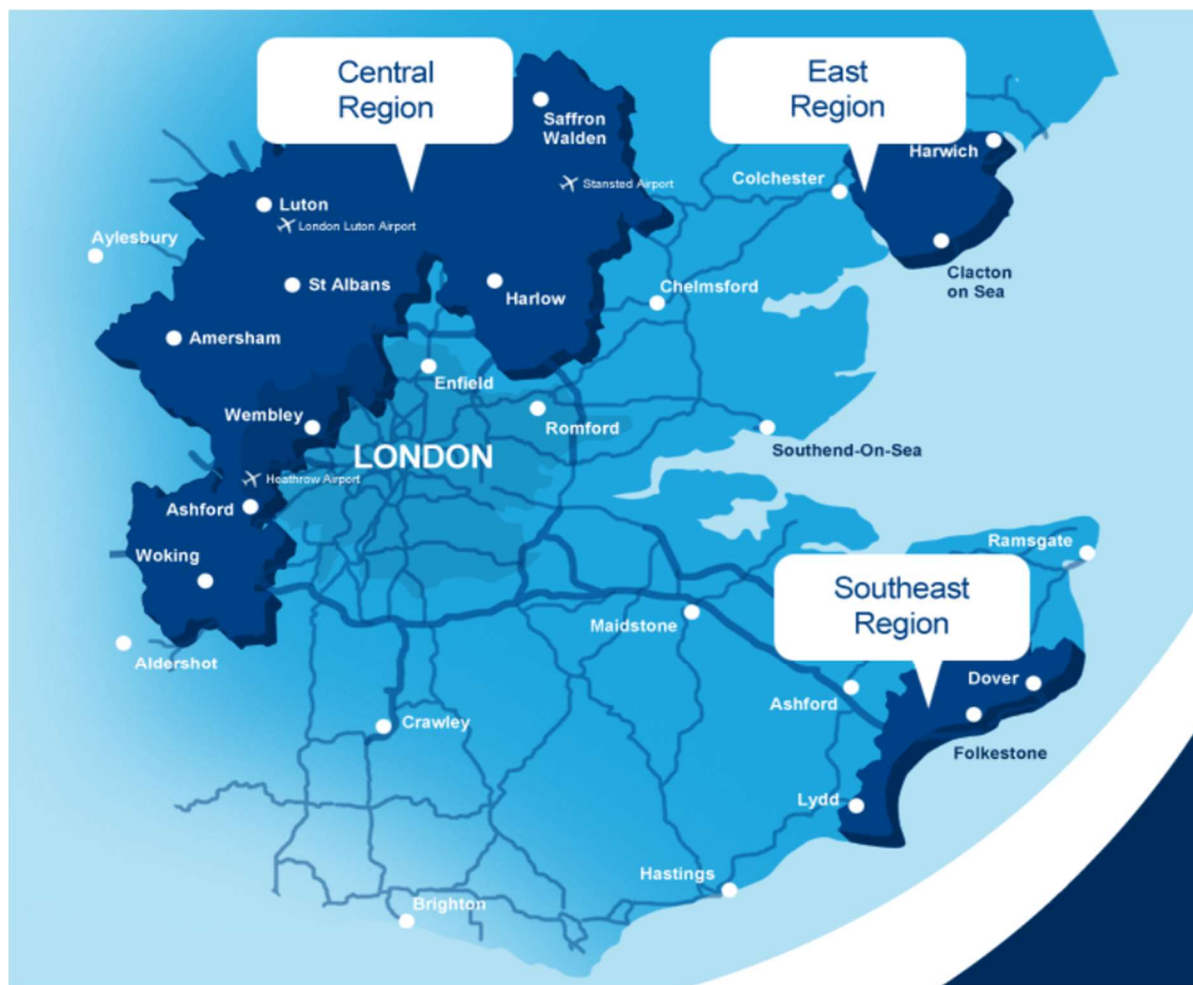 Central
Region
East
Region
Saffron
Walden
Harwich
Stansted Airport
Colchester
Luton
London Luton Airport
Aylesbury
St Albans
Harlow
Clacton
on Sea
Chelmsford
Amersham
Enfield
Wembley
Romford
LONDON
Southend-On-Sea
Heathrow Airport
Ashford
Ramsgate
Woking
Southeast
Region
Maidstone
Aldershot
Dover
Ashford
Crawley
Folkestone
Lydd
Hastings
Brighton